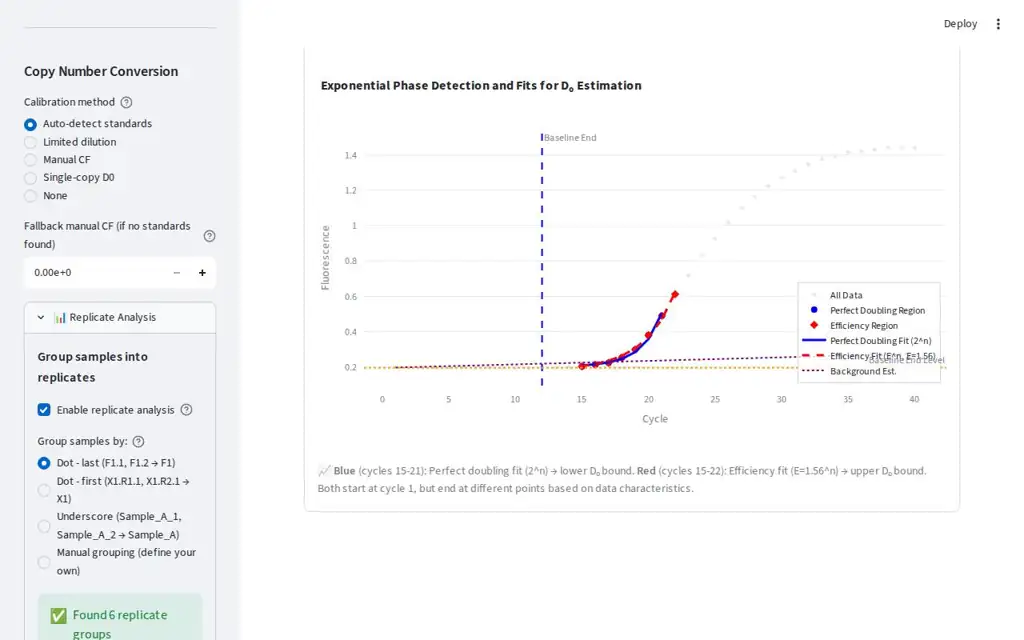 Deploy
Copy Number Conversion
Calibration method
Auto-detect standards
Limited dilution
Manual CF
Single-copy D0
None
Fallback manual CF (if no standards
found)
0.00e+0
Replicate Analysis
Group samples into
replicates
Enable replicate analysis
Group samples by:
Dot - last (F1.1, F1.2 → F1)
Dot - first (X1.R1.1, X1.R2.1 →
X1)
Underscore (Sample_A_1,
Sample_A_2 → Sample_A)
Manual grouping (define your
own)
Found 6 replicate
groups
Exponential Phase Detection and Fits for D₀ Estimation
Baseline End
1.4
1.2
1
0.8
0.6
0.4
0.2
Fluorescence
0 5 10 15 20 25 30 35 40
Cycle
All Data
Perfect Doubling Region
Efficiency Region
Perfect Doubling Fit (2^n)
Efficiency Fit (E^n, E=1.56)
Baseline End Level
Background Est.
Blue (cycles 15-21): Perfect doubling fit (2^n) → lower D₀ bound. Red (cycles 15-22): Efficiency fit (E=1.56^n) → upper D₀ bound.
Both start at cycle 1, but end at different points based on data characteristics.